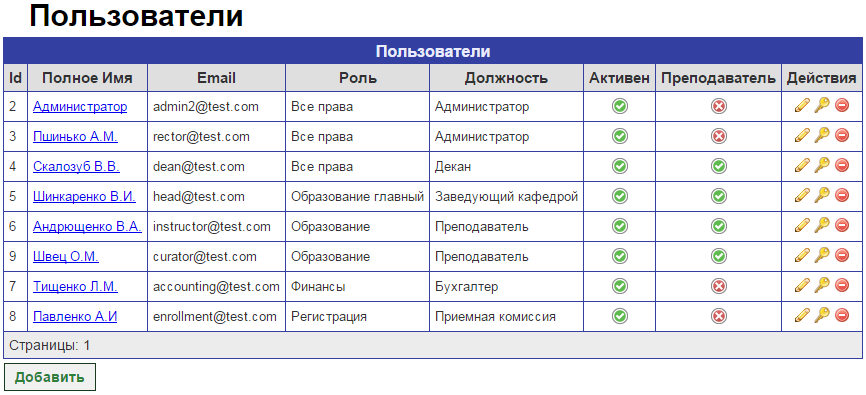 Пользователи
Пользователи
Id Полное Имя Email Роль Должность Активен Преподаватель Действия
2 Администратор admin2@test.com Все права Администратор
3 Пшинько А.М. rector@test.com Все права Администратор
4 Скалозуб В.В. dean@test.com Все права Декан
5 Шинкаренко В.И. head@test.com Образование главный Заведующий кафедрой
6 Андрющенко В.А. instructor@test.com Образование Преподаватель
9 Швец О.М. curator@test.com Образование Преподаватель
7 Тищенко Л.М. accounting@test.com Финансы Бухгалтер
8 Павленко А.И enrollment@test.com Регистрация Приемная комиссия
Страницы: 1
Добавить